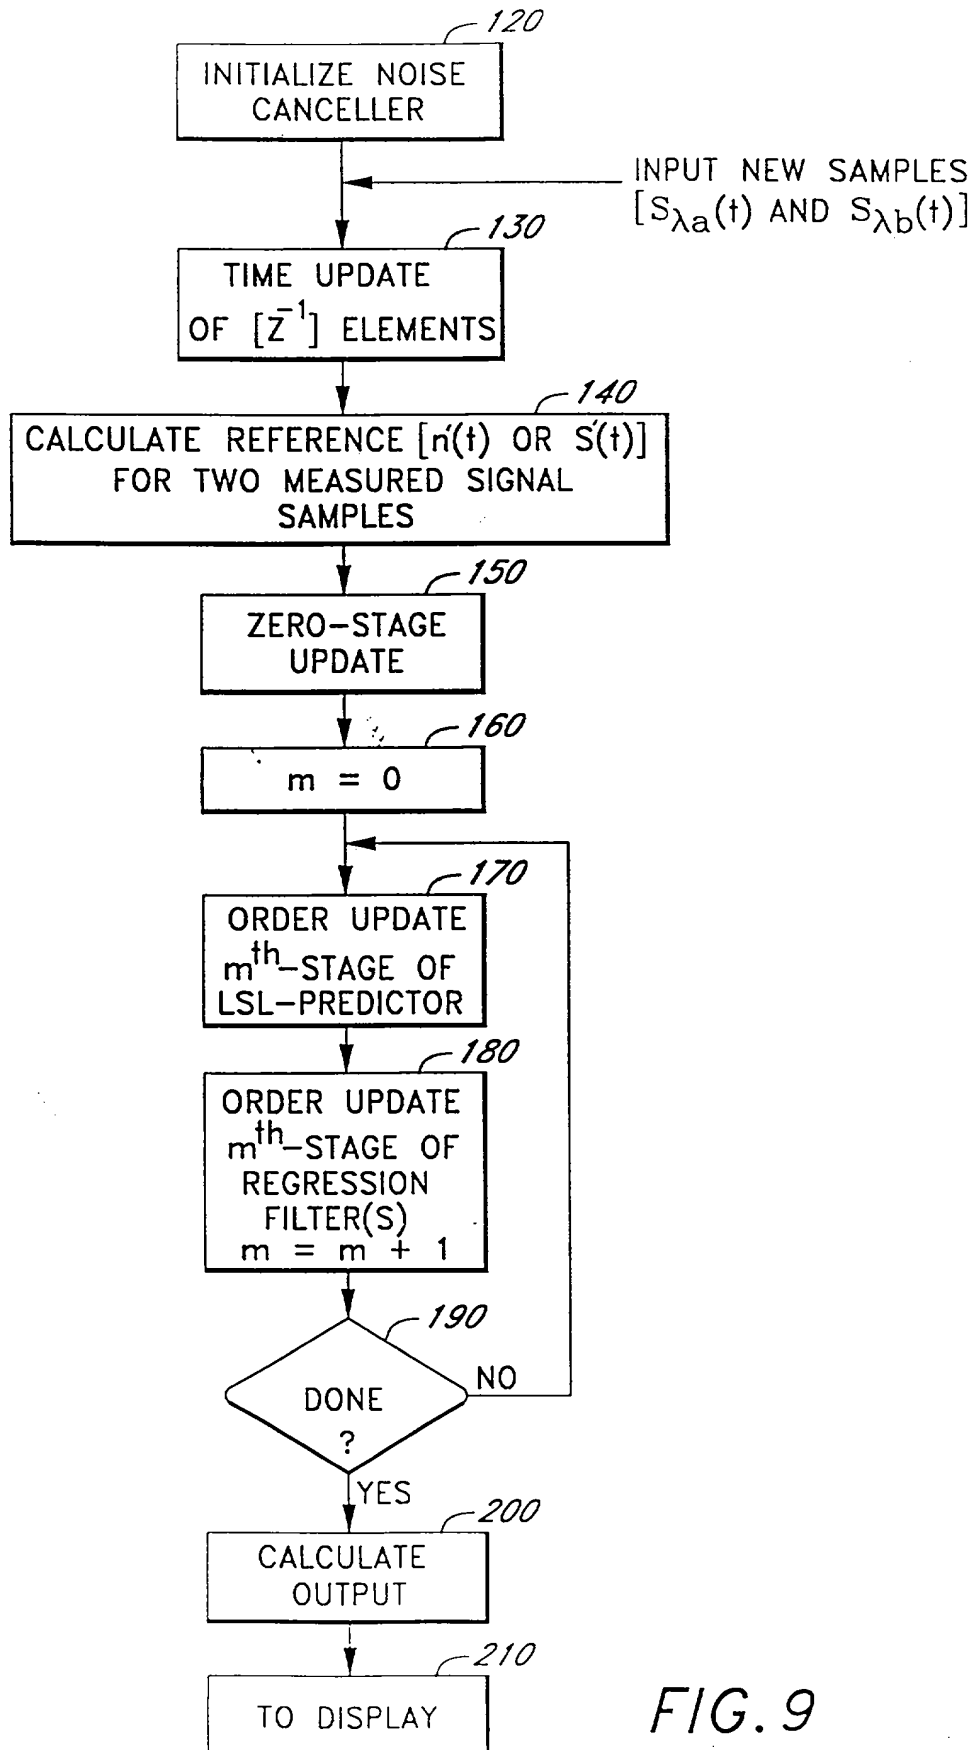 120
INITIALIZE NOISE
CANCELLER
INPUT NEW SAMPLES
[Sλa(t) AND Sλb(t)]
130
TIME UPDATE
OF [Z⁻¹] ELEMENTS
140
CALCULATE REFERENCE [n′(t) OR S′(t)]
FOR TWO MEASURED SIGNAL
SAMPLES
150
ZERO–STAGE
UPDATE
160
m = 0
170
ORDER UPDATE
mᵗʰ–STAGE OF
LSL–PREDICTOR
180
ORDER UPDATE
mᵗʰ–STAGE OF
REGRESSION
FILTER(S)
m = m + 1
190
DONE
?
NO
YES
200
CALCULATE
OUTPUT
210
TO DISPLAY
FIG. 9